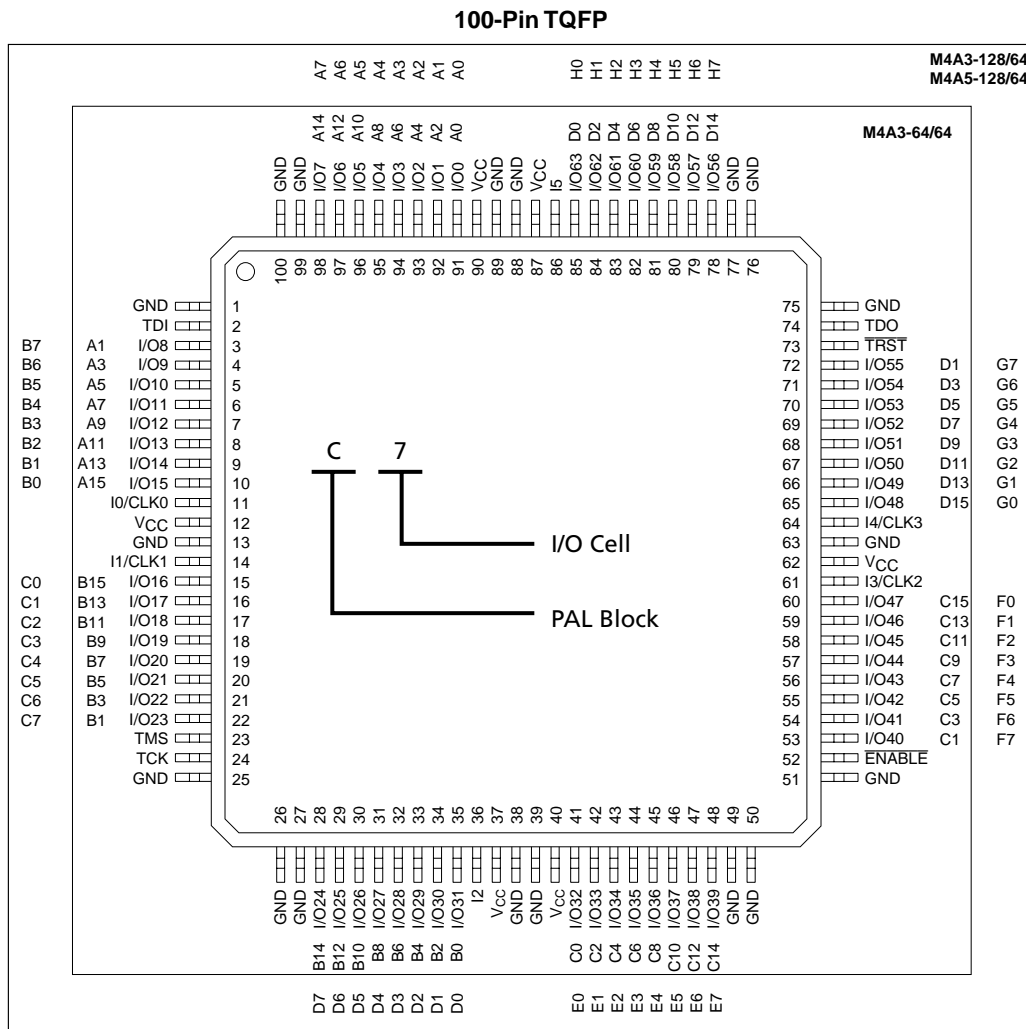 100-Pin TQFP
M4A3-128/64
M4A5-128/64
A7 A6 A5 A4 A3 A2 A1 A0 H0 H1 H2 H3 H4 H5 H6 H7
M4A3-64/64
A14 A12 A10 A8 A6 A4 A2 A0 D0 D2 D4 D6 D8 D10 D12 D14
GND GND I/O7 I/O6 I/O5 I/O4 I/O3 I/O2 I/O1 I/O0 VCC GND GND VCC I5 I/O63 I/O62 I/O61 I/O60 I/O59 I/O58 I/O57 I/O56 GND GND
100 99 98 97 96 95 94 93 92 91 90 89 88 87 86 85 84 83 82 81 80 79 78 77 76
GND 1 75 GND
TDI 2 74 TDO
B7 A1 I/O8 3 73 TRST
B6 A3 I/O9 4 72 I/O55 D1 G7
B5 A5 I/O10 5 71 I/O54 D3 G6
B4 A7 I/O11 6 70 I/O53 D5 G5
B3 A9 I/O12 7 69 I/O52 D7 G4
B2 A11 I/O13 8 68 I/O51 D9 G3
B1 A13 I/O14 9 67 I/O50 D11 G2
B0 A15 I/O15 10 66 I/O49 D13 G1
I0/CLK0 11 65 I/O48 D15 G0
VCC 12 64 I4/CLK3
GND 13 63 GND
I1/CLK1 14 62 VCC
C0 B15 I/O16 15 61 I3/CLK2
C1 B13 I/O17 16 60 I/O47 C15 F0
C2 B11 I/O18 17 59 I/O46 C13 F1
C3 B9 I/O19 18 58 I/O45 C11 F2
C4 B7 I/O20 19 57 I/O44 C9 F3
C5 B5 I/O21 20 56 I/O43 C7 F4
C6 B3 I/O22 21 55 I/O42 C5 F5
C7 B1 I/O23 22 54 I/O41 C3 F6
TMS 23 53 I/O40 C1 F7
TCK 24 52 ENABLE
GND 25 51 GND
C 7
I/O Cell
PAL Block
26 27 28 29 30 31 32 33 34 35 36 37 38 39 40 41 42 43 44 45 46 47 48 49 50
GND GND I/O24 I/O25 I/O26 I/O27 I/O28 I/O29 I/O30 I/O31 I2 VCC GND GND VCC I/O32 I/O33 I/O34 I/O35 I/O36 I/O37 I/O38 I/O39 GND GND
B14 B12 B10 B8 B6 B4 B2 B0 C0 C2 C4 C6 C8 C10 C12 C14
D7 D6 D5 D4 D3 D2 D1 D0 E0 E1 E2 E3 E4 E5 E6 E7